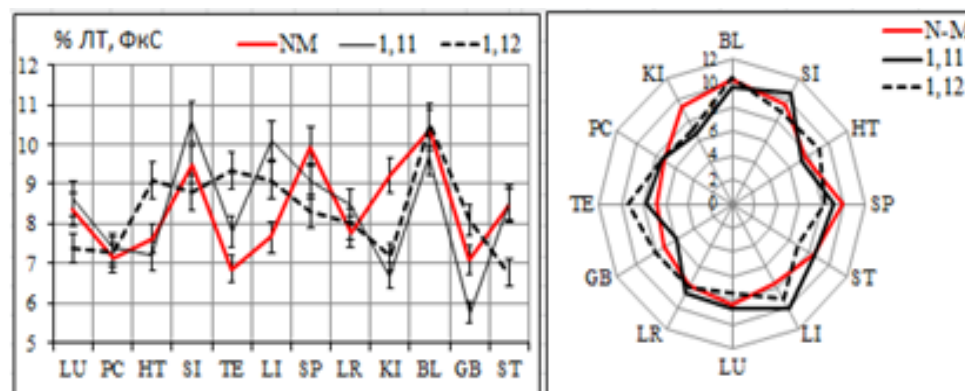 % ЛТ, ФкС NM 1,11 1,12
12
11
10
9
8
7
6
5
LU PC HT SI TE LI SP LR KI BL GB ST
N-M
1,11
1,12
BL
SI
HT
SP
ST
LI
LU
LR
GB
TE
PC
KI
12
10
8
6
4
2
0